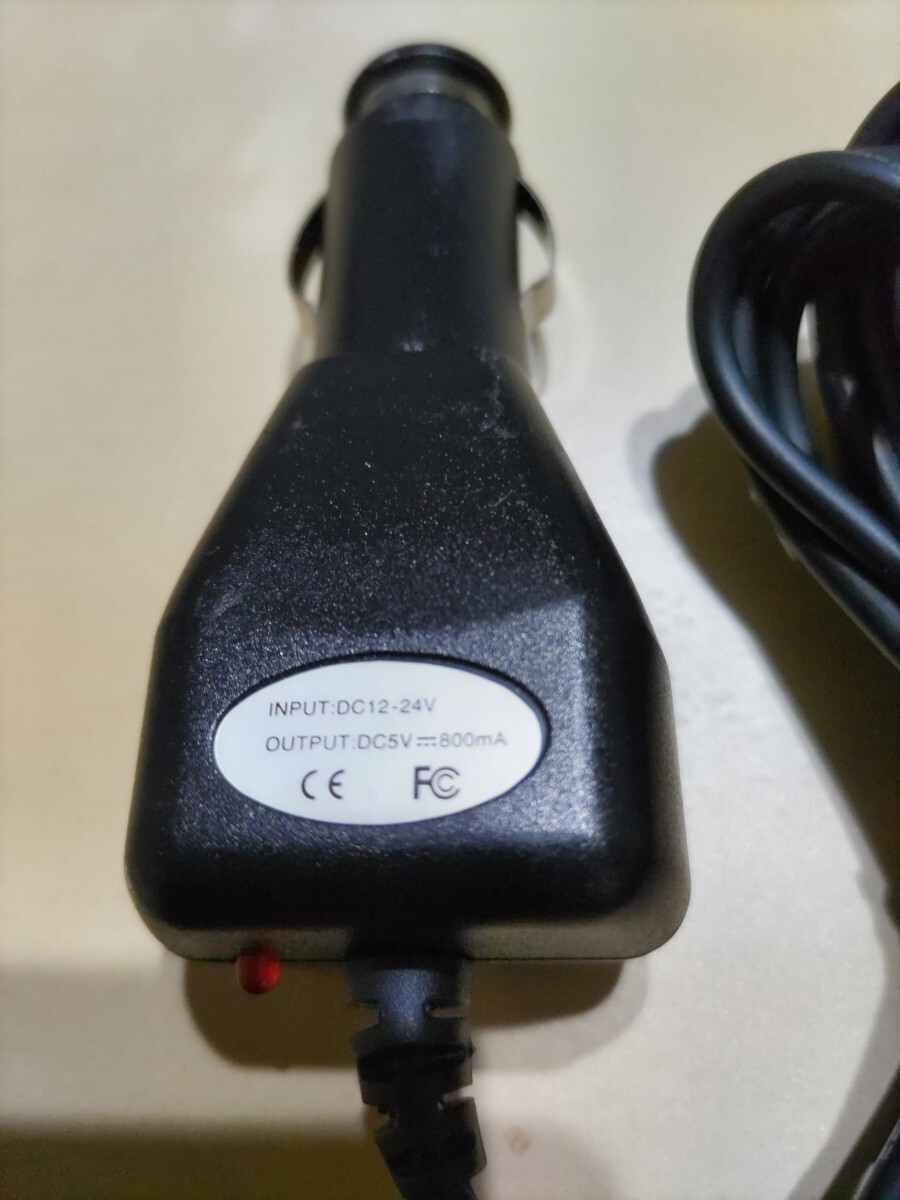 INPUT:DC12-24V
OUTPUT:DC5V⎓800mA
CE FC